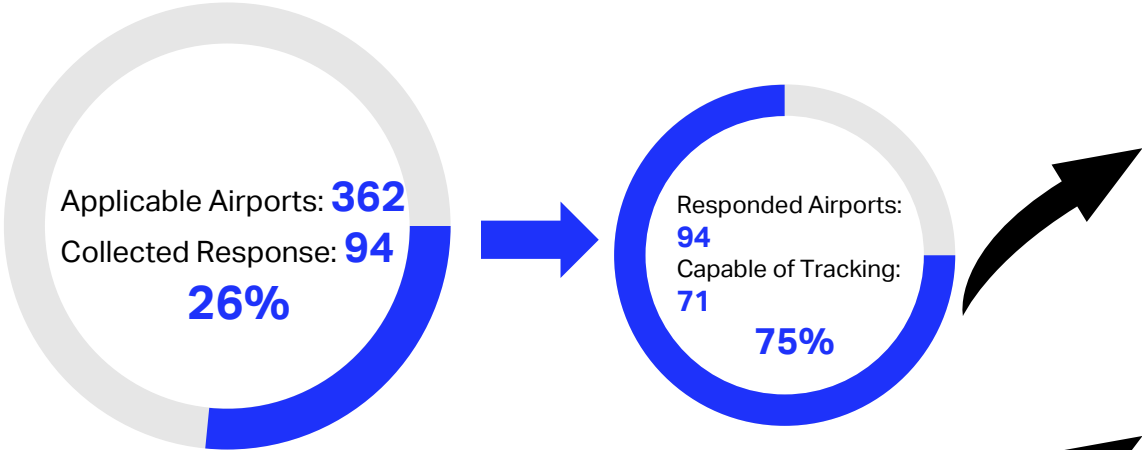 Applicable Airports: 362
Collected Response: 94
26%
Responded Airports:
94
Capable of Tracking:
71
75%